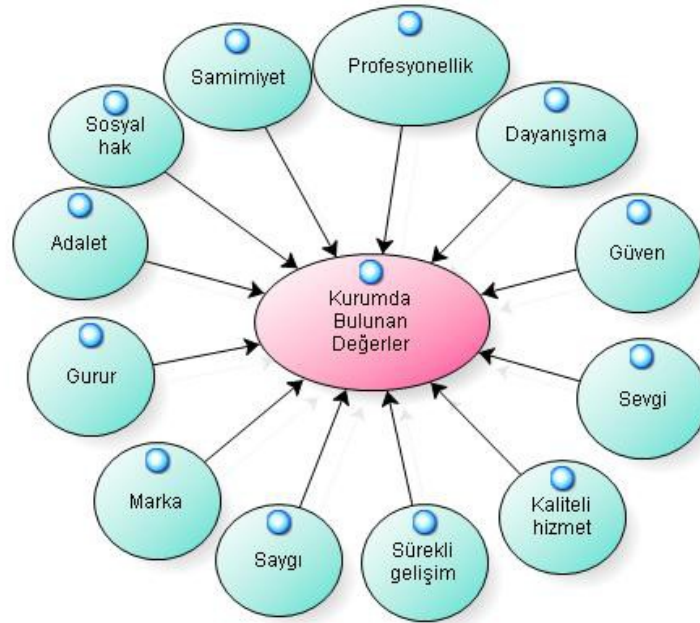 Profesyonellik
Samimiyet
Dayanışma
Sosyal
hak
Adalet
Güven
Kurumda
Bulunan
Değerler
Gurur
Sevgi
Marka
Kaliteli
hizmet
Saygı
Sürekli
gelişim